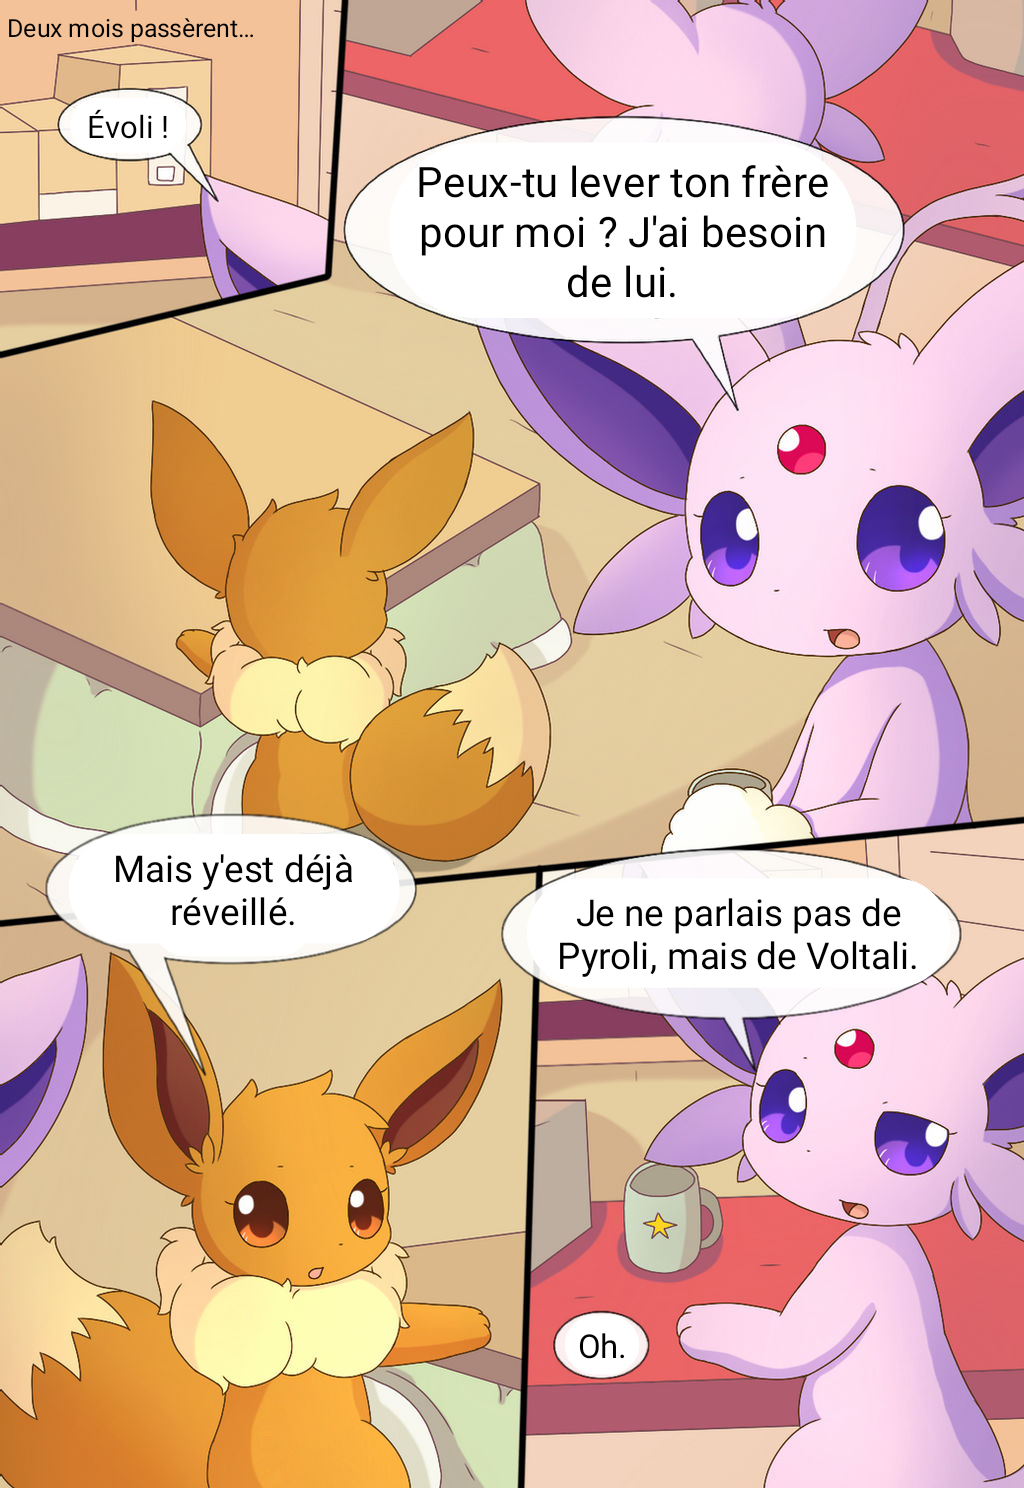 Deux mois passèrent...
Évoli !
Peux-tu lever ton frère
pour moi ? J'ai besoin
de lui.
Mais y'est déjà
réveillé.
Je ne parlais pas de
Pyroli, mais de Voltali.
Oh.